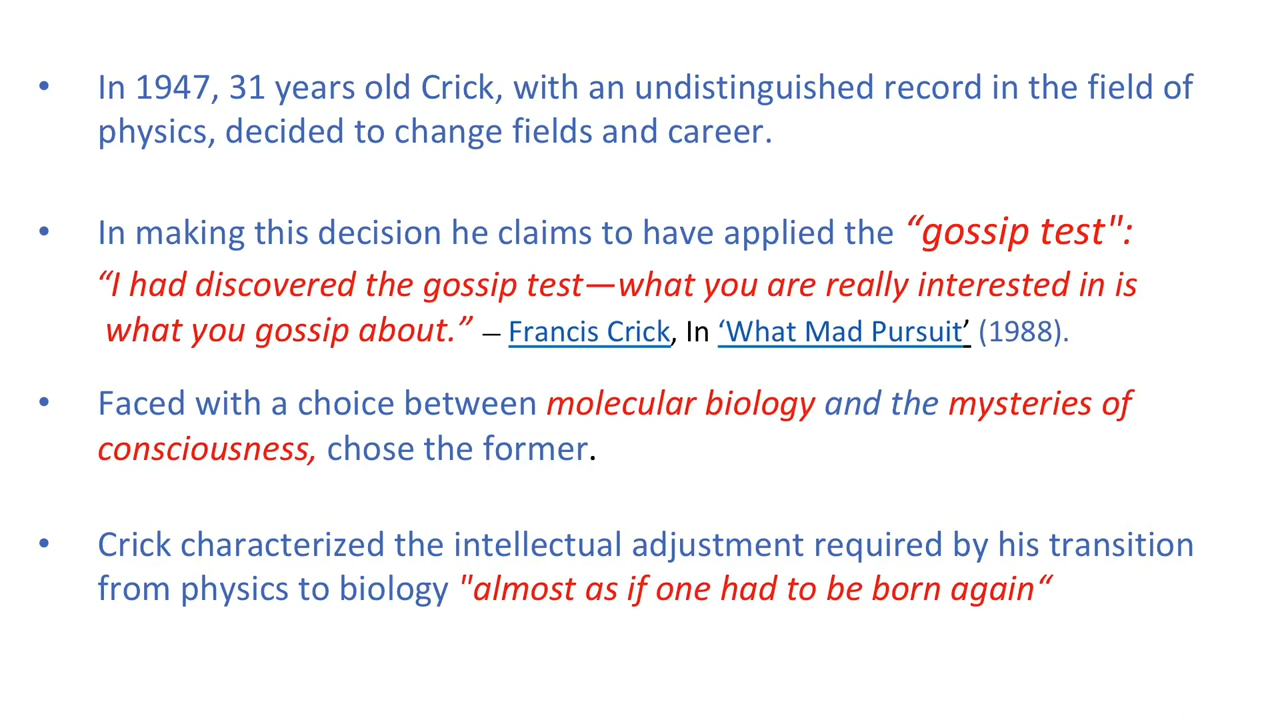 • In 1947, 31 years old Crick, with an undistinguished record in the field of
physics, decided to change fields and career.
• In making this decision he claims to have applied the “gossip test":
“I had discovered the gossip test—what you are really interested in is
what you gossip about.” – Francis Crick, In ‘What Mad Pursuit’ (1988).
• Faced with a choice between molecular biology and the mysteries of
consciousness, chose the former.
• Crick characterized the intellectual adjustment required by his transition
from physics to biology "almost as if one had to be born again“